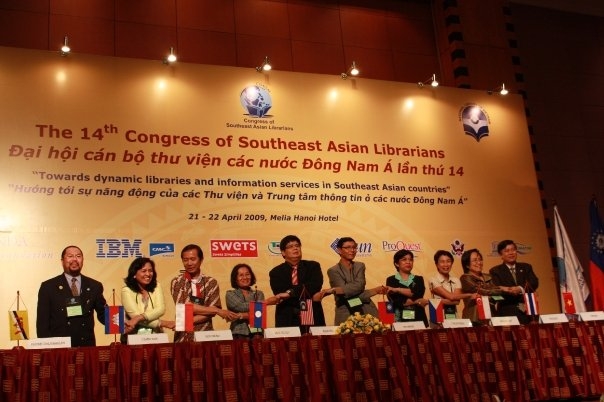 Congress of
Southeast Asian Librarians
The 14th Congress of Southeast Asian Librarians
Đại hội cán bộ thư viện các nước Đông Nam Á lần thứ 14
"Towards dynamic libraries and information services in Southeast Asian countries"
"Hướng tới sự năng động của các Thư viện và Trung tâm thông tin ở các nước Đông Nam Á"
21 - 22 April 2009, Melia Hanoi Hotel
IBM
CMC
SWETS
Sun
ProQuest